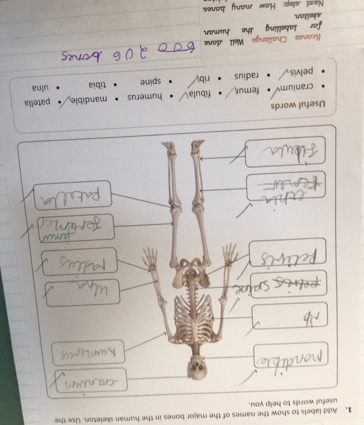 1. Add labels to show the names of the major bones in the human skeleton. Use the
useful words to help you.
cranium
mandible
humerus
rib
ulna
pelvis spine
radius
pelvis
femur
patella
fibula
Useful words
• cranium • femur • fibula • humerus • mandible • patella
• pelvis • radius • rib • spine • tibia • ulna
Bronze Challenge Well done
for labelling the human
skeleton
Next step: How many bones
206 bones